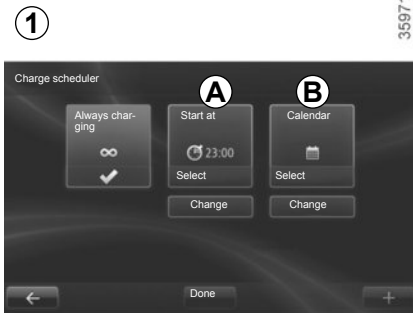 1
3597
Charge scheduler
A
B
Always char-
ging
Start at
Calendar
∞
23:00
Select
Select
Change
Change
Done